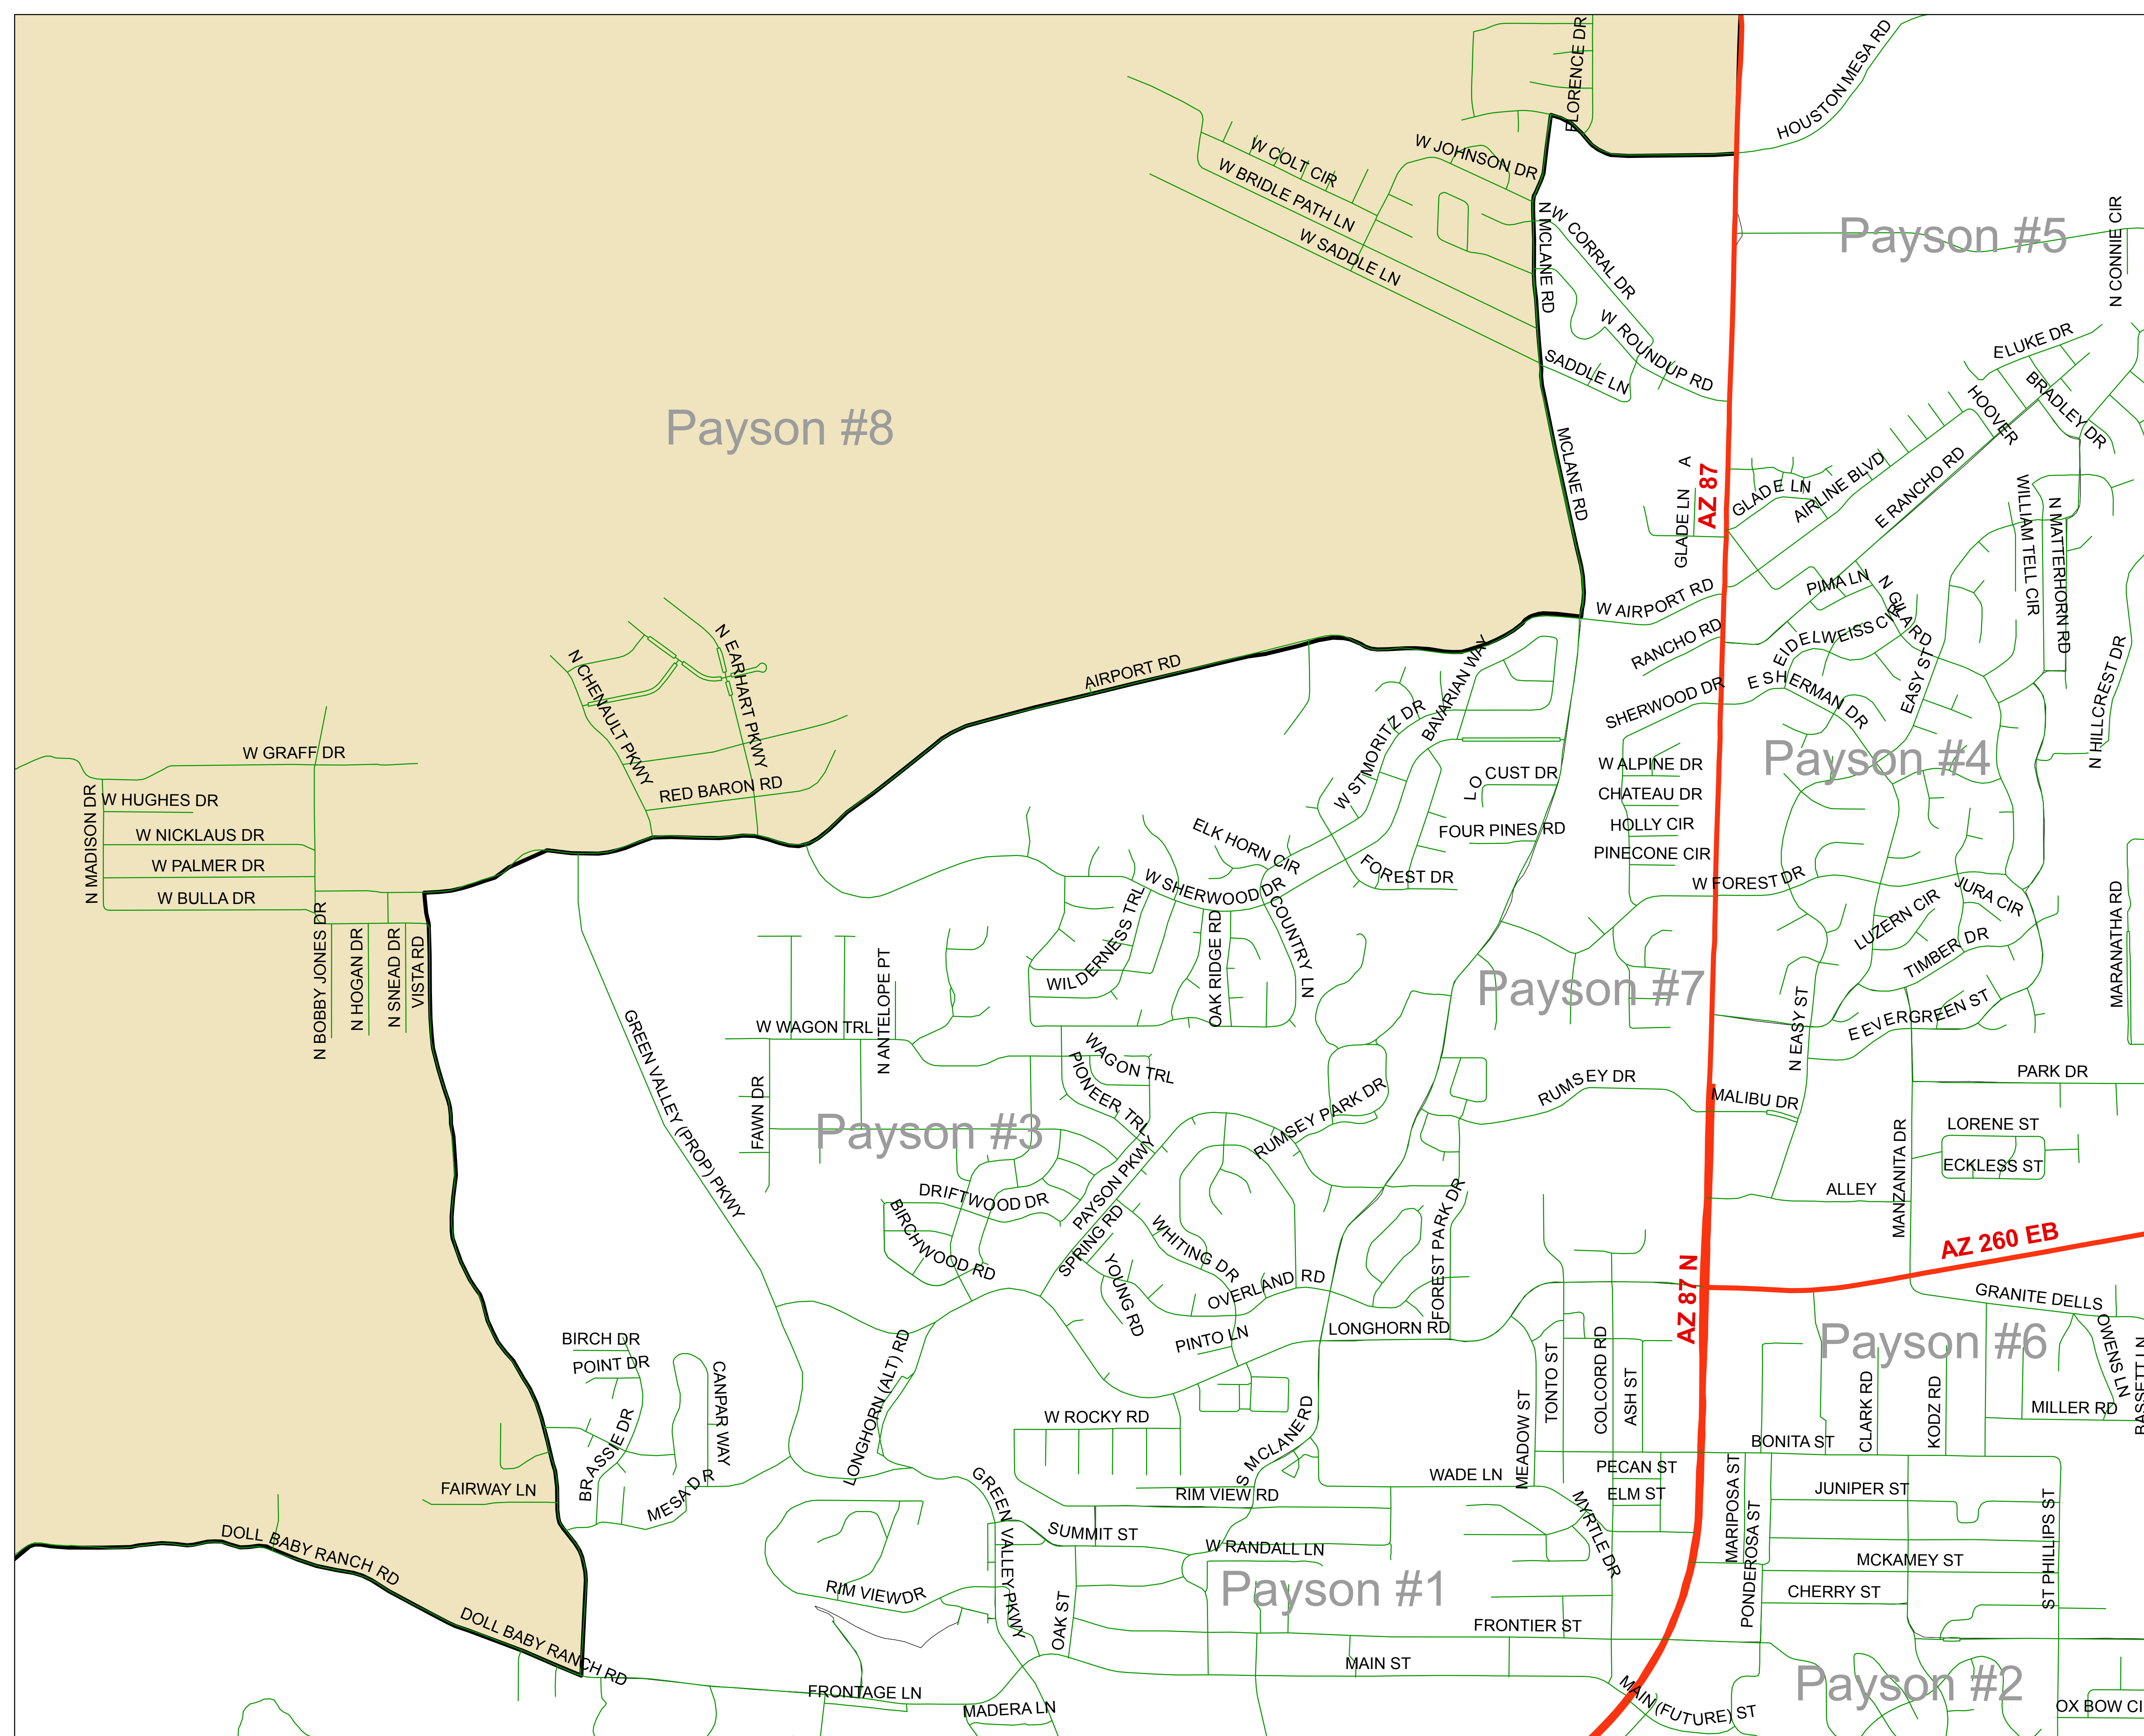 FLORENCE DR
HOUSTON MESA RD
W COLT CIR
W JOHNSON DR
W BRIDLE PATH LN
W SADDLE LN
N MCLANE RD
W CORRAL DR
Payson #5
N CONNIE CIR
W ROUNDUP RD
SADDLE LN
E LUKE DR
HOOVER
BRADLEY DR
Payson #8
MCLANE RD
GLADE LN A
AZ 87
GLADE LN
AIRLINE BLVD
E RANCHO RD
WILLIAM TELL CIR
N MATTERHORN RD
W AIRPORT RD
PIMA LN
N GILA RD
RANCHO RD
EIDELWEISS CIR
EASY ST
N HILLCREST DR
AIRPORT RD
N CHENAULT PKWY
N EARHART PKWY
BAVARIAN WAY
W ST MORITZ DR
SHERWOOD DR
E SHERMAN DR
Payson #4
W GRAFF DR
RED BARON RD
LO CUST DR
W ALPINE DR
CHATEAU DR
N MADISON DR
W HUGHES DR
W NICKLAUS DR
W PALMER DR
W BULLA DR
ELK HORN CIR
FOUR PINES RD
HOLLY CIR
PINECONE CIR
FOREST DR
W FOREST DR
W SHERWOOD DR
JURA CIR
LUZERN CIR
TIMBER DR
MARANATHA RD
N BOBBY JONES DR
N HOGAN DR
N SNEAD DR
VISTA RD
WILDERNESS TRL
OAK RIDGE RD
COUNTRY LN
Payson #7
N ANTELOPE PT
W WAGON TRL
GREEN VALLEY (PROP) PKWY
N EASY ST
E EVERGREEN ST
WAGON TRL
PIONEER TRL
FAWN DR
Payson #3
RUMSEY PARK DR
RUMSEY DR
MALIBU DR
PARK DR
LORENE ST
ECKLESS ST
MANZANITA DR
ALLEY
PAYSON PKWY
DRIFTWOOD DR
BIRCHWOOD RD
SPRING RD
WHITING DR
YOUNG RD
OVERLAND RD
FOREST PARK DR
AZ 260 EB
AZ 87 N
GRANITE DELLS
OWENS LN
BASSETT LN
Payson #6
PINTO LN
LONGHORN RD
BIRCH DR
POINT DR
CANPAR WAY
LONGHORN (ALT) RD
TONTO ST
COLCORD RD
ASH ST
MEADOW ST
CLARK RD
KODZ RD
MILLER RD
W ROCKY RD
S MCLANE RD
BONITA ST
BRASSIE DR
MESA DR
FAIRWAY LN
GREEN VALLEY PKWY
WADE LN
RIM VIEW RD
PECAN ST
ELM ST
MARIPOSA ST
JUNIPER ST
ST PHILLIPS ST
SUMMIT ST
W RANDALL LN
MYRTLE DR
PONDEROSA ST
MCKAMEY ST
CHERRY ST
DOLL BABY RANCH RD
RIM VIEW DR
OAK ST
Payson #1
FRONTIER ST
MAIN ST
DOLL BABY RANCH RD
FRONTAGE LN
MADERA LN
MAIN (FUTURE) ST
Payson #2
OX BOW CI